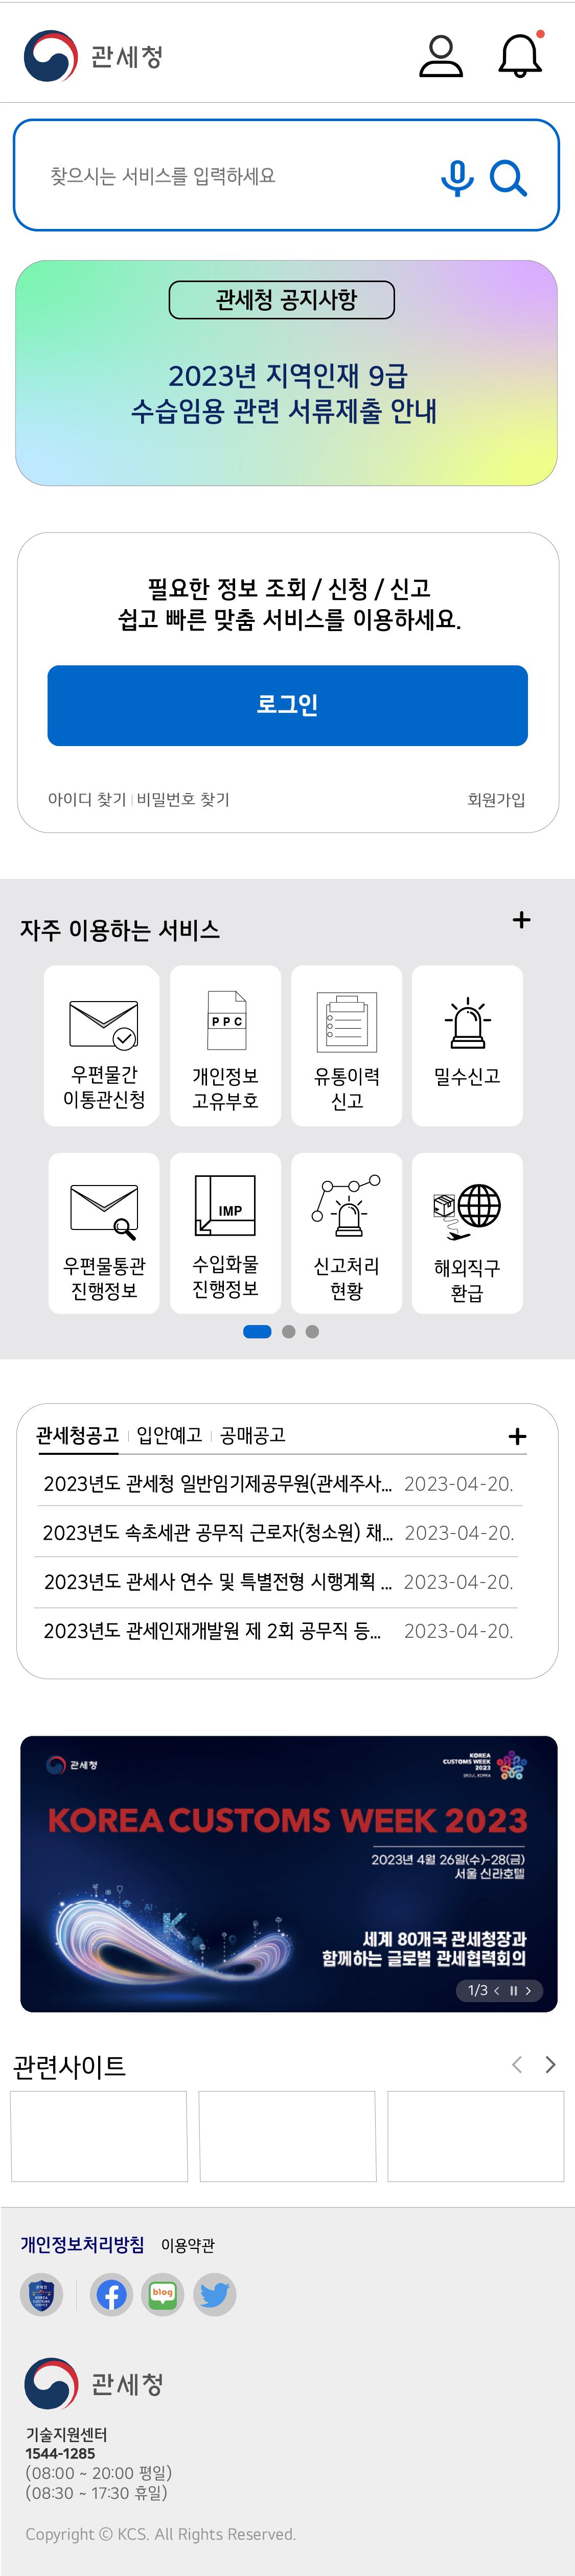 관세청
찾으시는 서비스를 입력하세요
관세청 공지사항
2023년 지역인재 9급
수습임용 관련 서류제출 안내
필요한 정보 조회 / 신청 / 신고
쉽고 빠른 맞춤 서비스를 이용하세요.
로그인
아이디 찾기 | 비밀번호 찾기 회원가입
자주 이용하는 서비스
우편물간
이통관신청
PPC
개인정보
고유부호
유통이력
신고
밀수신고
우편물통관
진행정보
IMP
수입화물
진행정보
신고처리
현황
해외직구
환급
관세청공고 | 입안예고 | 공매공고
2023년도 관세청 일반임기제공무원(관세주사... 2023-04-20.
2023년도 속초세관 공무직 근로자(청소원) 채... 2023-04-20.
2023년도 관세사 연수 및 특별전형 시행계획 ... 2023-04-20.
2023년도 관세인재개발원 제 2회 공무직 등... 2023-04-20.
관세청
KOREA
CUSTOMS WEEK
2023
SEOUL, KOREA
KOREA CUSTOMS WEEK 2023
2023년 4월 26일(수)-28(금)
서울 신라호텔
AI
K
세계 80개국 관세청장과
함께하는 글로벌 관세협력회의
1/3
관련사이트
개인정보처리방침 이용약관
blog
관세청
기술지원센터
1544-1285
(08:00 ~ 20:00 평일)
(08:30 ~ 17:30 휴일)
Copyright © KCS. All Rights Reserved.